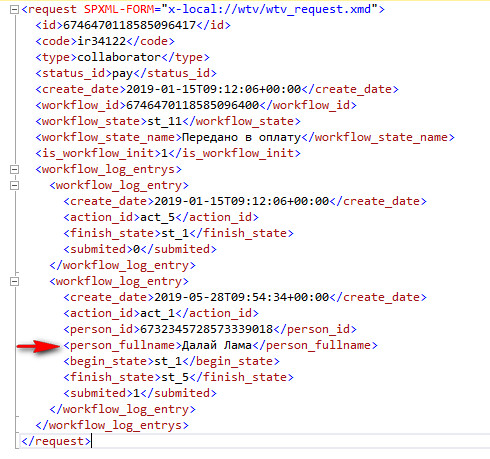 <request SPXML-FORM="x-local://wtv/wtv_request.xmd">
<id>6746470118585096417</id>
<code>ir34122</code>
<type>collaborator</type>
<status_id>pay</status_id>
<create_date>2019-01-15T09:12:06+00:00</create_date>
<workflow_id>6746470118585096400</workflow_id>
<workflow_state>st_11</workflow_state>
<workflow_state_name>Передано в оплату</workflow_state_name>
<is_workflow_init>1</is_workflow_init>
<workflow_log_entrys>
<workflow_log_entry>
<create_date>2019-01-15T09:12:06+00:00</create_date>
<action_id>act_5</action_id>
<finish_state>st_1</finish_state>
<submited>0</submited>
</workflow_log_entry>
<workflow_log_entry>
<create_date>2019-05-28T09:54:34+00:00</create_date>
<action_id>act_1</action_id>
<person_id>6732345728573339018</person_id>
<person_fullname>Далай Лама</person_fullname>
<begin_state>st_1</begin_state>
<finish_state>st_5</finish_state>
<submited>1</submited>
</workflow_log_entry>
</workflow_log_entrys>
</request>